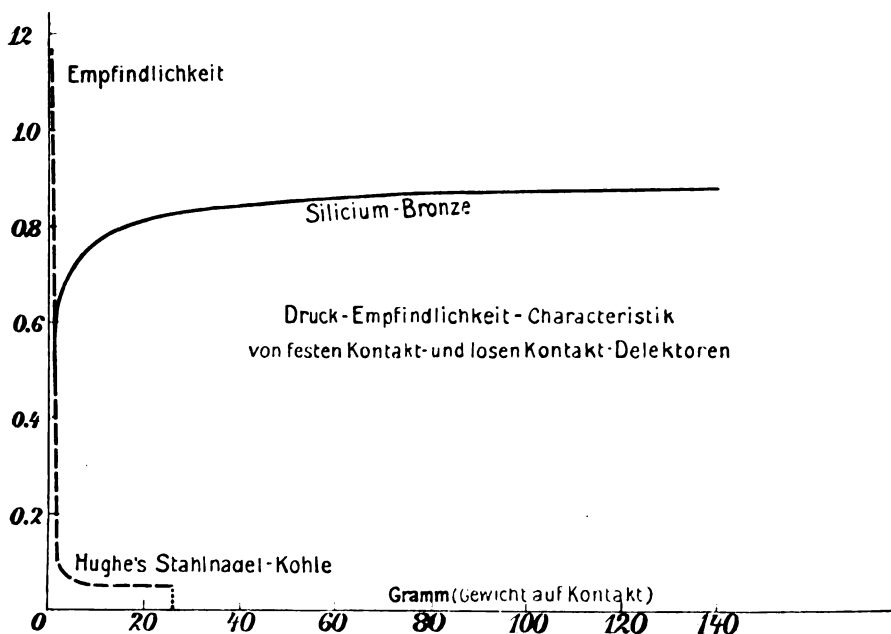 12
Empfindlichkeit
1.0
0.8
Silicium-Bronze
0.6
Druck-Empfindlichkeit-Characteristik
von festen Kontakt-und losen Kontakt-Delektoren
0.4
0.2
Hughe's Stahlnagel-Kohle
Gramm (Gewicht auf Kontakt)
0 20 40 60 80 100 120 140